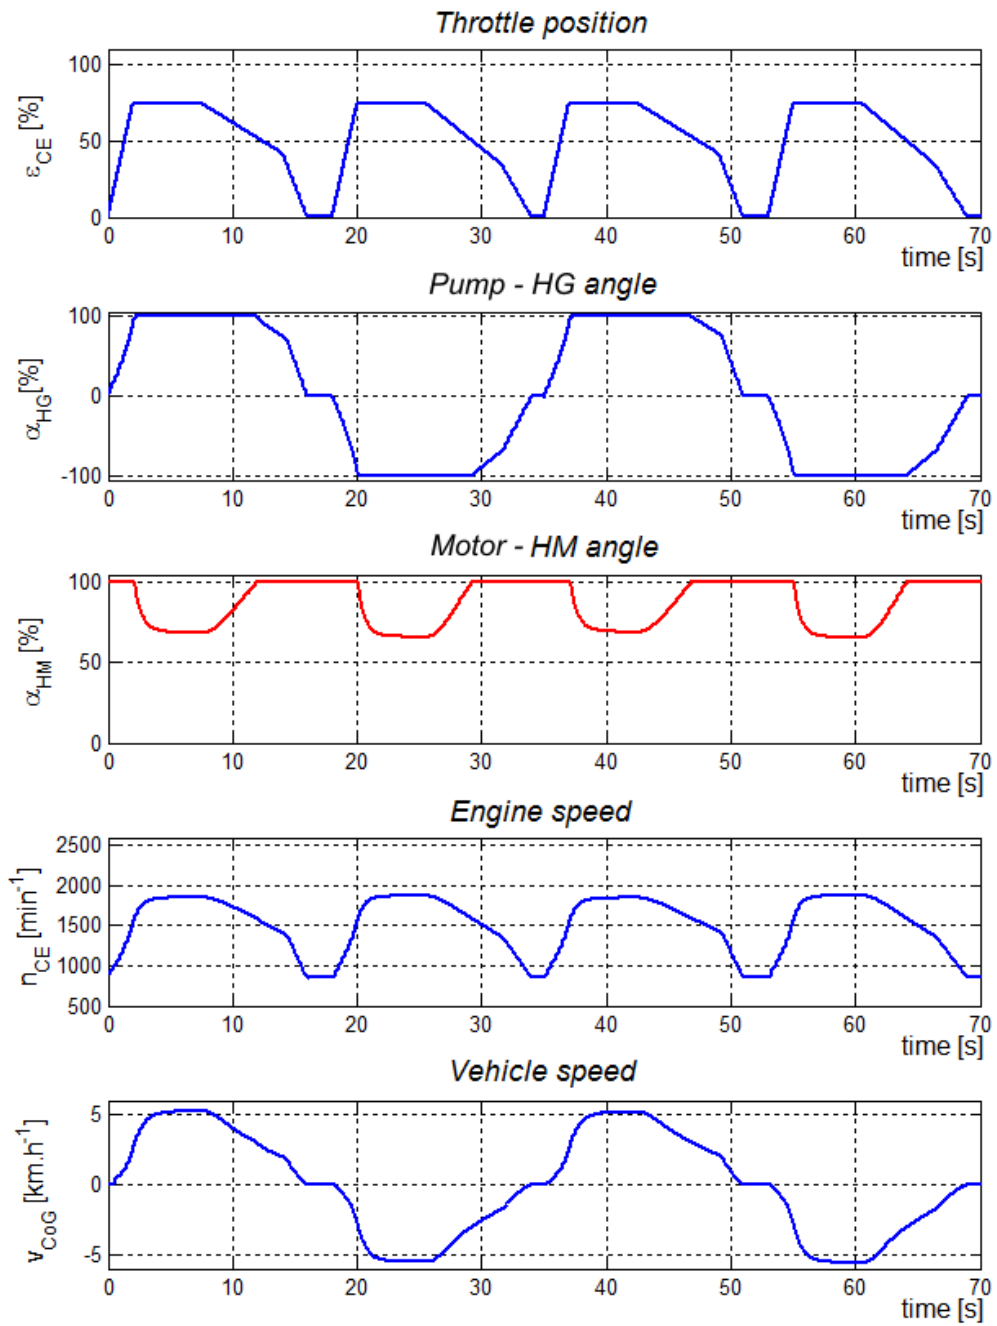 Throttle position
ε_CE [%]
100
50
0
0 10 20 30 40 50 60 70
time [s]
Pump - HG angle
α_HG[%]
100
0
-100
0 10 20 30 40 50 60 70
time [s]
Motor - HM angle
α_HM [%]
100
50
0
0 10 20 30 40 50 60 70
time [s]
Engine speed
n_CE [min⁻¹]
2500
2000
1500
1000
500
0 10 20 30 40 50 60 70
time [s]
Vehicle speed
v_CoG [km.h⁻¹]
5
0
-5
0 10 20 30 40 50 60 70
time [s]